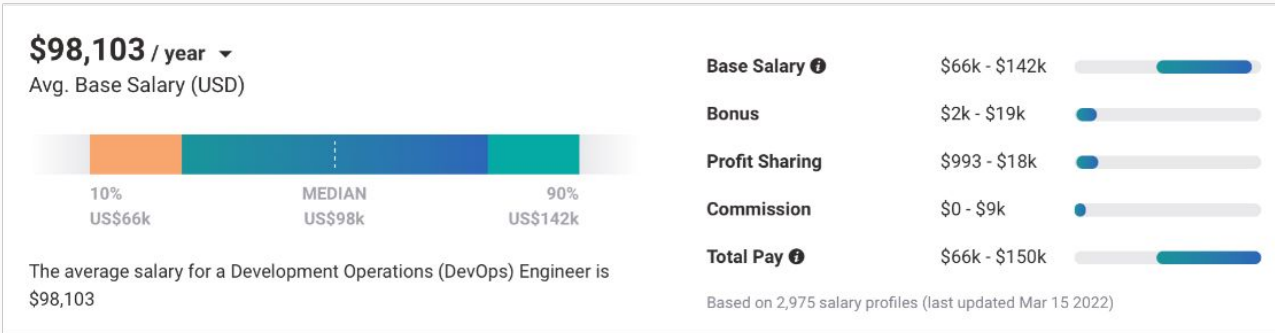 $98,103 / year
Avg. Base Salary (USD)
10% MEDIAN 90%
US$66k US$98k US$142k
The average salary for a Development Operations (DevOps) Engineer is
$98,103
Base Salary $66k - $142k
Bonus $2k - $19k
Profit Sharing $993 - $18k
Commission $0 - $9k
Total Pay $66k - $150k
Based on 2,975 salary profiles (last updated Mar 15 2022)